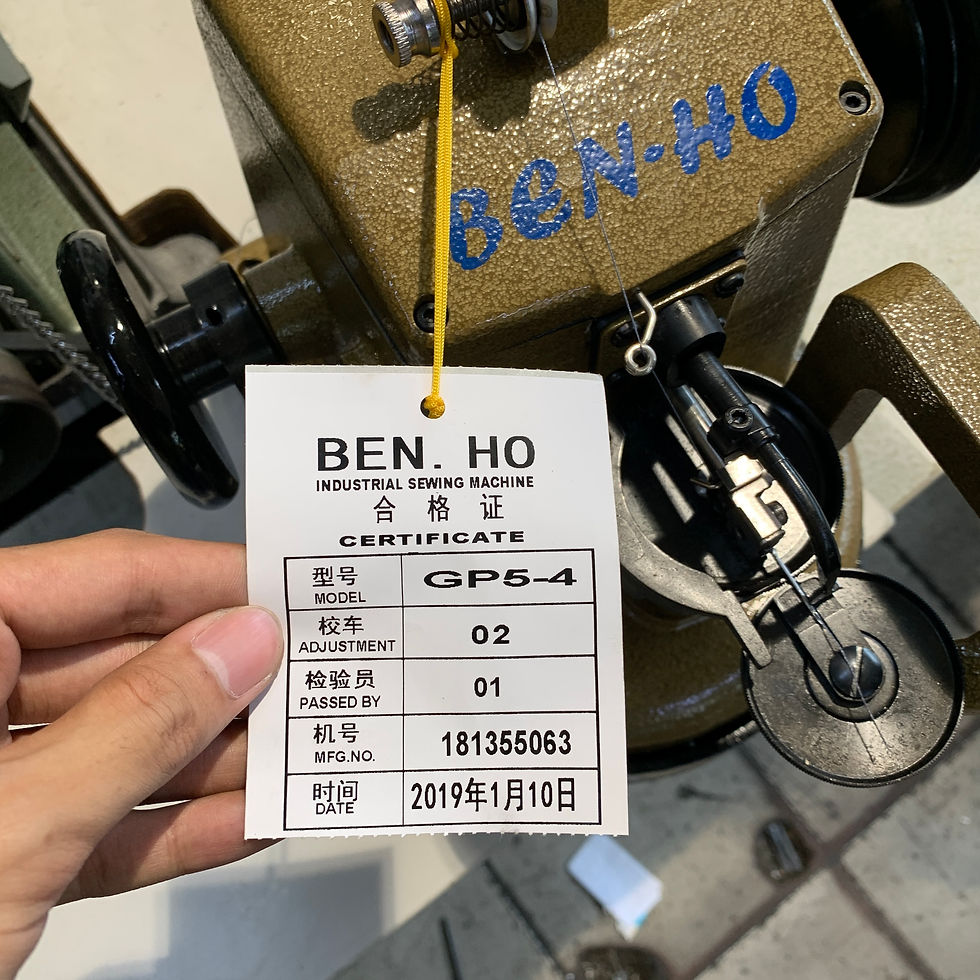 BEN-HO
BEN. HO
INDUSTRIAL SEWING MACHINE
合格证
CERTIFICATE
型号 GP5-4
MODEL
校车 02
ADJUSTMENT
检验员 01
PASSED BY
机号 181355063
MFG.NO.
时间 2019年1月10日
DATE